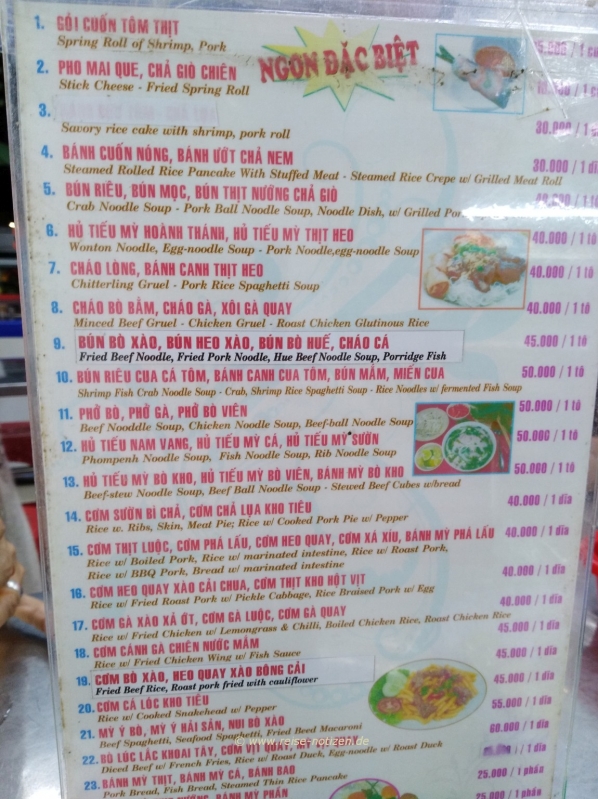 NGON ĐẶC BIỆT
1. GỎI CUỐN TÔM THỊT
Spring Roll of Shrimp, Pork
2. PHO MAI QUE, CHẢ GIÒ CHIÊN
Stick Cheese - Fried Spring Roll
3.
Savory rice cake with shrimp, pork roll 30.000 / 1
4. BÁNH CUỐN NÓNG, BÁNH ƯỚT CHẢ NEM 30.000 / 1
Steamed Rolled Rice Pancake With Stuffed Meat - Steamed Rice Crepe w/ Grilled Meat Roll
5. BÚN RIÊU, BÚN MỌC, BÚN THỊT NƯỚNG CHẢ GIÒ
Crab Noodle Soup - Pork Ball Noodle Soup, Noodle Dish, w/ Grilled
6. HỦ TIẾU MỲ HOÀNH THÁNH, HỦ TIẾU MỲ THỊT HEO 40.000 / 1 tô
Wonton Noodle, Egg-noodle Soup - Pork Noodle,egg-noodle Soup
7. CHÁO LÒNG, BÁNH CANH THỊT HEO 40.000 / 1 tô
Chitterling Gruel - Pork Rice Spaghetti Soup
8. CHÁO BÒ BẰM, CHÁO GÀ, XÔI GÀ QUAY 40.000 / 1 tô
Minced Beef Gruel - Chicken Gruel - Roast Chicken Glutinous Rice
9. BÚN BÒ XÀO, BÚN HEO XÀO, BÚN BÒ HUẾ, CHÁO CÁ 45.000 / 1 tô
Fried Beef Noodle, Fried Pork Noodle, Hue Beef Noodle Soup, Porridge Fish
10. BÚN RIÊU CUA CÁ TÔM, BÁNH CANH CUA TÔM, BÚN MẮM, MIẾN CUA 50.000 / 1 tô
Shrimp Fish Crab Noodle Soup - Crab, Shrimp Rice Spaghetti Soup - Rice Noodles w/ fermented Fish Soup
11. PHỞ BÒ, PHỞ GÀ, PHỞ BÒ VIÊN 50.000 / 1 tô
Beef Nooddle Soup, Chicken Noodle Soup, Beef-ball Noodle Soup
12. HỦ TIẾU NAM VANG, HỦ TIẾU MỲ CÁ, HỦ TIẾU MỲ SƯỜN 50.000 / 1 tô
Phompenh Noodle Soup, Fish Noodle Soup, Rib Noodle Soup
13. HỦ TIẾU MỲ BÒ KHO, HỦ TIẾU MỲ BÒ VIÊN, BÁNH MỲ BÒ KHO 50.000 / 1 tô
Beef-stew Noodle Soup, Beef Ball Noodle Soup - Stewed Beef Cubes w/bread
14. CƠM SƯỜN BÌ CHẢ, CƠM CHẢ LỤA KHO TIÊU 40.000 / 1 dĩa
Rice w. Ribs, Skin, Meat Pie; Rice w/ Cooked Pork Pie w/ Pepper
15. CƠM THỊT LUỘC, CƠM PHÁ LẤU, CƠM HEO QUAY, CƠM XÁ XÍU, BÁNH MỲ PHÁ LẤU 40.000 / 1 dĩa
Rice w/ Boiled Pork, Rice w/ marinated intestine, Rice w/ Roast Pork,
Rice w/ BBQ Pork, Bread w/ marinated intestine
16. CƠM HEO QUAY XÀO CẢI CHUA, CƠM THỊT KHO HỘT VỊT 40.000 / 1 dĩa
Rice w/ Fried Roast Pork w/ Pickle Cabbage, Rice Braised Pork w/ Egg
17. CƠM GÀ XÀO XẢ ỚT, CƠM GÀ LUỘC, CƠM GÀ QUAY 40.000 / 1 dĩa
Rice w/ Fried Chicken w/ Lemongrass & Chilli, Boiled Chicken Rice, Roast Chicken Rice
18. CƠM CÁNH GÀ CHIÊN NƯỚC MẮM 45.000 / 1 dĩa
Rice w/ Fried Chicken Wing w/ Fish Sauce
19. CƠM BÒ XÀO, HEO QUAY XÀO BÔNG CẢI 45.000 / 1 dĩa
Fried Beef Rice, Roast pork fried with cauliflower
20. CƠM CÁ LÓC KHO TIÊU 45.000 / 1 dĩa
Rice w/ Cooked Snakehead w/ Pepper
21. MỲ Ý BÒ, MỲ Ý HẢI SẢN, NUI BÒ XÀO 55.000 / 1 dĩa
Beef Spaghetti, Seafood Spaghetti, Fried Beef Macaroni
© www.reise-notizen.de
22. BÒ LÚC LẮC KHOAI TÂY, CƠM VỊT QUAY, 60.000 / 1 dĩa
Diced Beef w/ French Fries, Rice w/ Roast Duck, Egg-noodle w/ Roast Duck
23. BÁNH MỲ THỊT, BÁNH MỲ CÁ, BÁNH BAO
Pork Bread, Fish Bread, Steamed Thin Rice Pancake 25.000 / 1 phần
25.000 / 1 phần